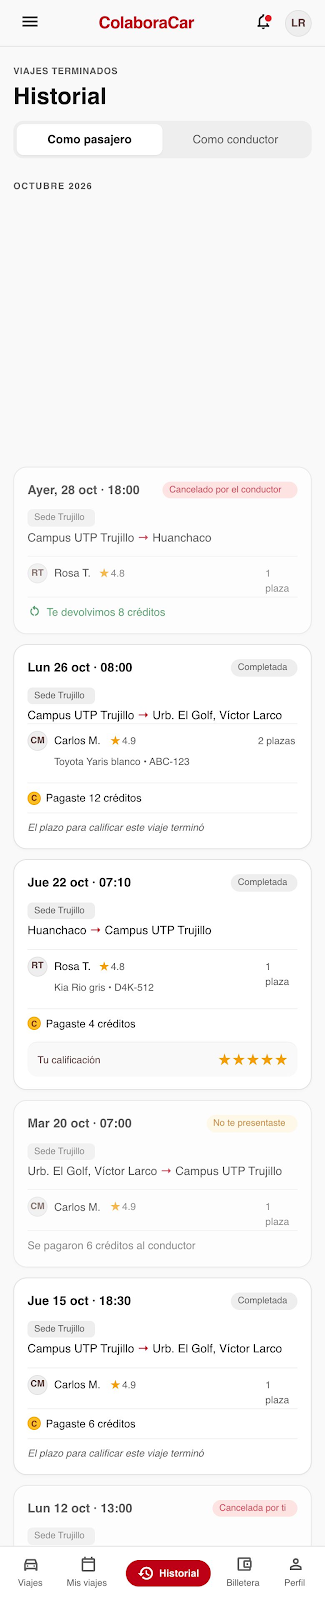 ColaboraCar
LR
VIAJES TERMINADOS
Historial
Como pasajero
Como conductor
OCTUBRE 2026
Ayer, 28 oct · 18:00
Cancelado por el conductor
Sede Trujillo
Campus UTP Trujillo → Huanchaco
RT Rosa T. ★ 4.8
1
plaza
Te devolvimos 8 créditos
Lun 26 oct · 08:00
Completada
Sede Trujillo
Campus UTP Trujillo → Urb. El Golf, Víctor Larco
CM Carlos M. ★ 4.9
2 plazas
Toyota Yaris blanco • ABC-123
C Pagaste 12 créditos
El plazo para calificar este viaje terminó
Jue 22 oct · 07:10
Completada
Sede Trujillo
Huanchaco → Campus UTP Trujillo
RT Rosa T. ★ 4.8
1
plaza
Kia Rio gris • D4K-512
C Pagaste 4 créditos
Tu calificación ★★★★★
Mar 20 oct · 07:00
No te presentaste
Sede Trujillo
Urb. El Golf, Víctor Larco → Campus UTP Trujillo
CM Carlos M. ★ 4.9
1
plaza
Se pagaron 6 créditos al conductor
Jue 15 oct · 18:30
Completada
Sede Trujillo
Campus UTP Trujillo → Urb. El Golf, Víctor Larco
CM Carlos M. ★ 4.9
1
plaza
C Pagaste 6 créditos
El plazo para calificar este viaje terminó
Lun 12 oct · 13:00
Cancelada por ti
Sede Trujillo
Viajes
Mis viajes
Historial
Billetera
Perfil